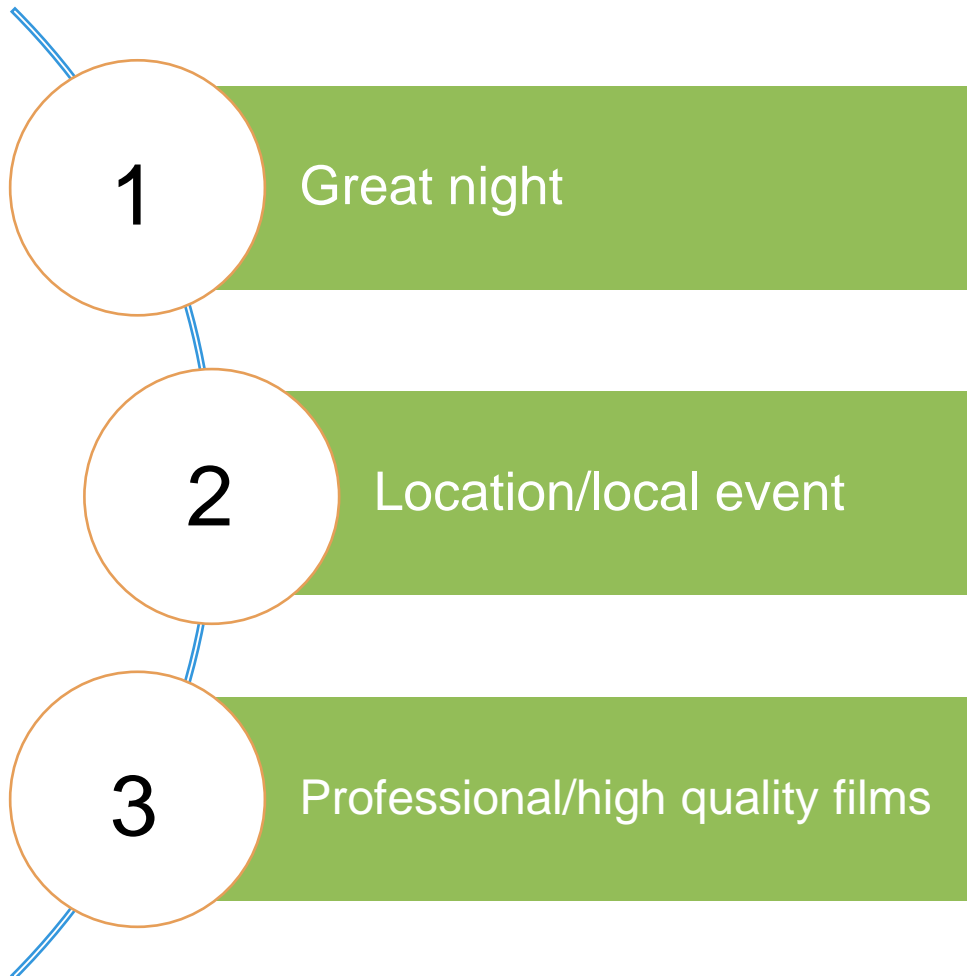 1
Great night
2
Location/local event
3
Professional/high quality films